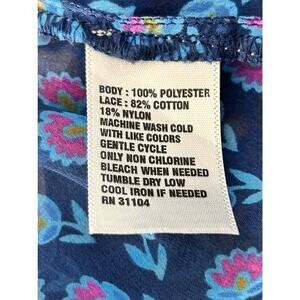 BODY : 100% POLYESTER
LACE : 82% COTTON
18% NYLON
MACHINE WASH COLD
WITH LIKE COLORS
GENTLE CYCLE
ONLY NON CHLORINE
BLEACH WHEN NEEDED
TUMBLE DRY LOW
COOL IRON IF NEEDED
RN 31104